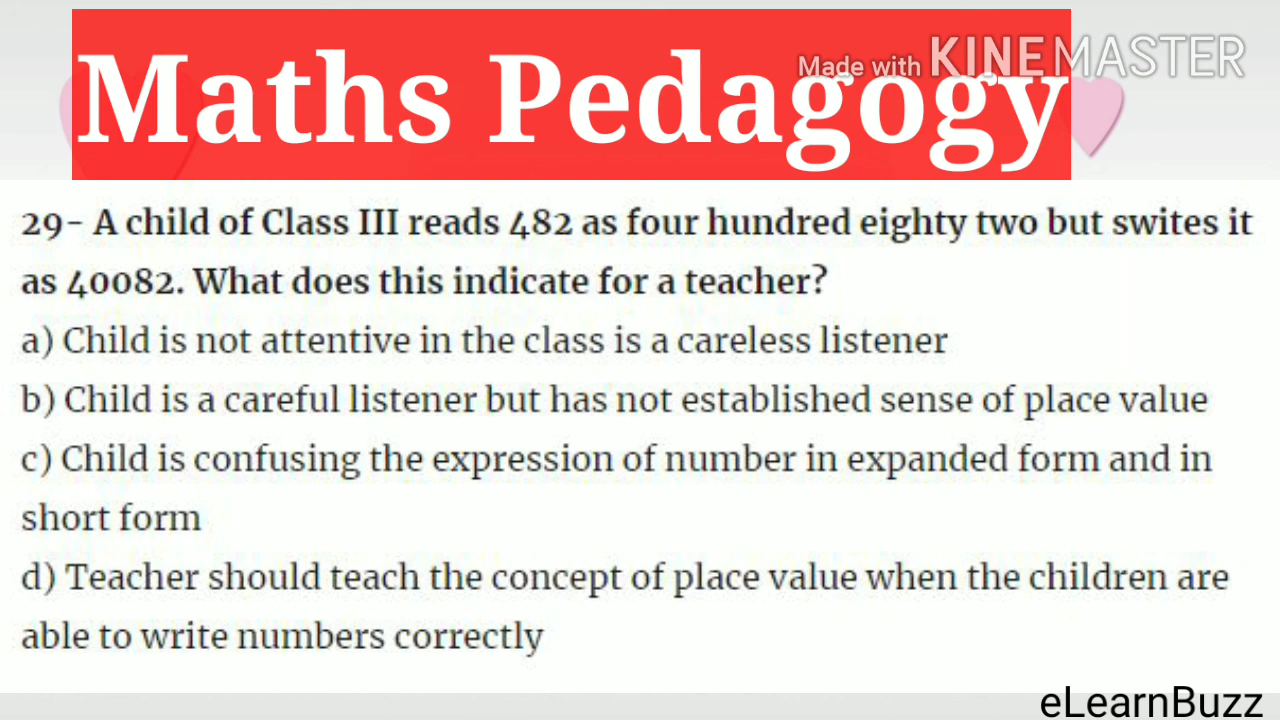 Maths Pedagogy
Made with KINEMASTER
29- A child of Class III reads 482 as four hundred eighty two but swites it
as 40082. What does this indicate for a teacher?
a) Child is not attentive in the class is a careless listener
b) Child is a careful listener but has not established sense of place value
c) Child is confusing the expression of number in expanded form and in
short form
d) Teacher should teach the concept of place value when the children are
able to write numbers correctly
eLearnBuzz